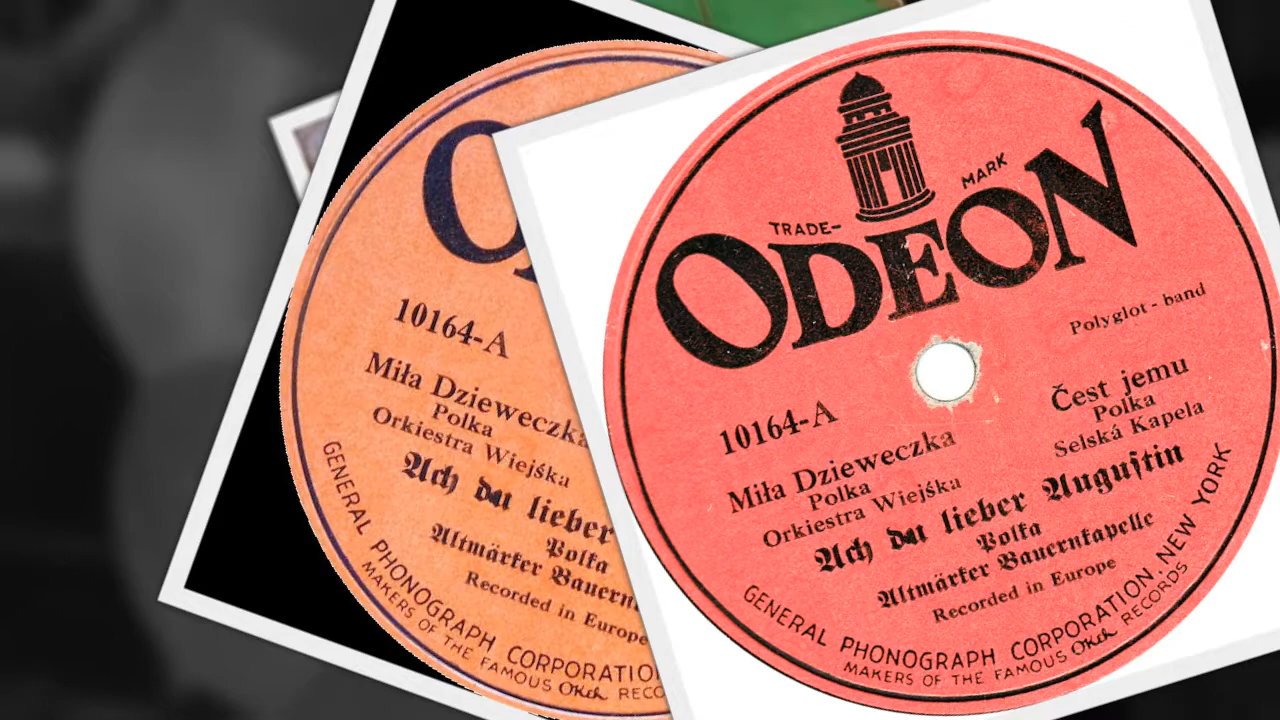 10164-A
Miła Dzieweczka
Polka
Orkiestra Wiejśka
Ach du lieber
Polka
Altmärker Bauern
Recorded in Europe
GENERAL PHONOGRAPH CORPORATIO
MAKERS OF THE FAMOUS OKeh RECO
TRADE-MARK
ODEON
Polyglot - band
10164-A
Miła Dzieweczka
Polka
Orkiestra Wiejśka
Čest jemu
Polka
Selská Kapela
Ach du lieber Auguſtin
Polka
Altmärker Bauernkapelle
Recorded in Europe
GENERAL PHONOGRAPH CORPORATION, NEW YORK
MAKERS OF THE FAMOUS OKeh RECORDS